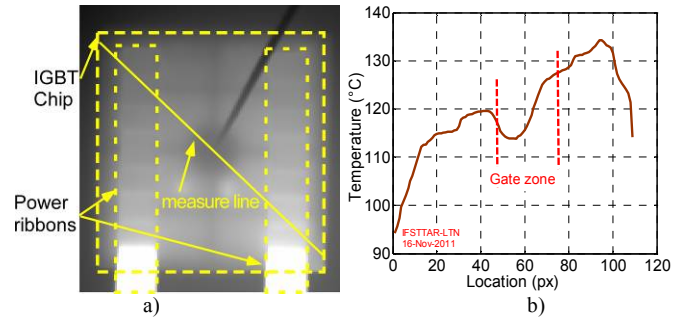 IGBT
Chip
Power
ribbons
measure line
a)
140
130
120
110
100
90
Temperature (°C)
Gate zone
IFSTTAR-LTN
16-Nov-2011
0 20 40 60 80 100 120
Location (px)
b)